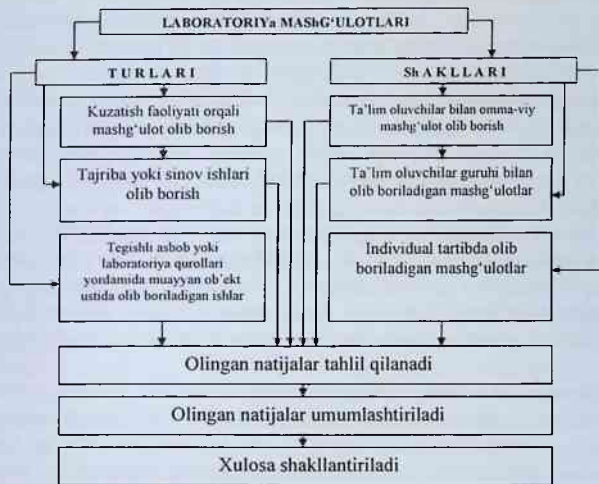 LABORATORIYa MAShG‘ULOTLARI
T U R L A R I
Sh A K L L A R I
Kuzatish faoliyati orqali
mashg‘ulot olib borish
Ta’lim oluvchilar bilan omma-viy
mashg‘ulot olib borish
Tajriba yoki sinov ishlari
olib borish
Ta’lim oluvchilar guruhi bilan
olib boriladigan mashg‘ulotlar
Tegishli asbob yoki
laboratoriya qurollari
yordamida muayyan ob’ekt
ustida olib boriladigan ishlar
Individual tartibda olib
boriladigan mashg‘ulotlar
Olingan natijalar tahlil qilanadi
Olingan natijalar umumlashtiriladi
Xulosa shakllantiriladi